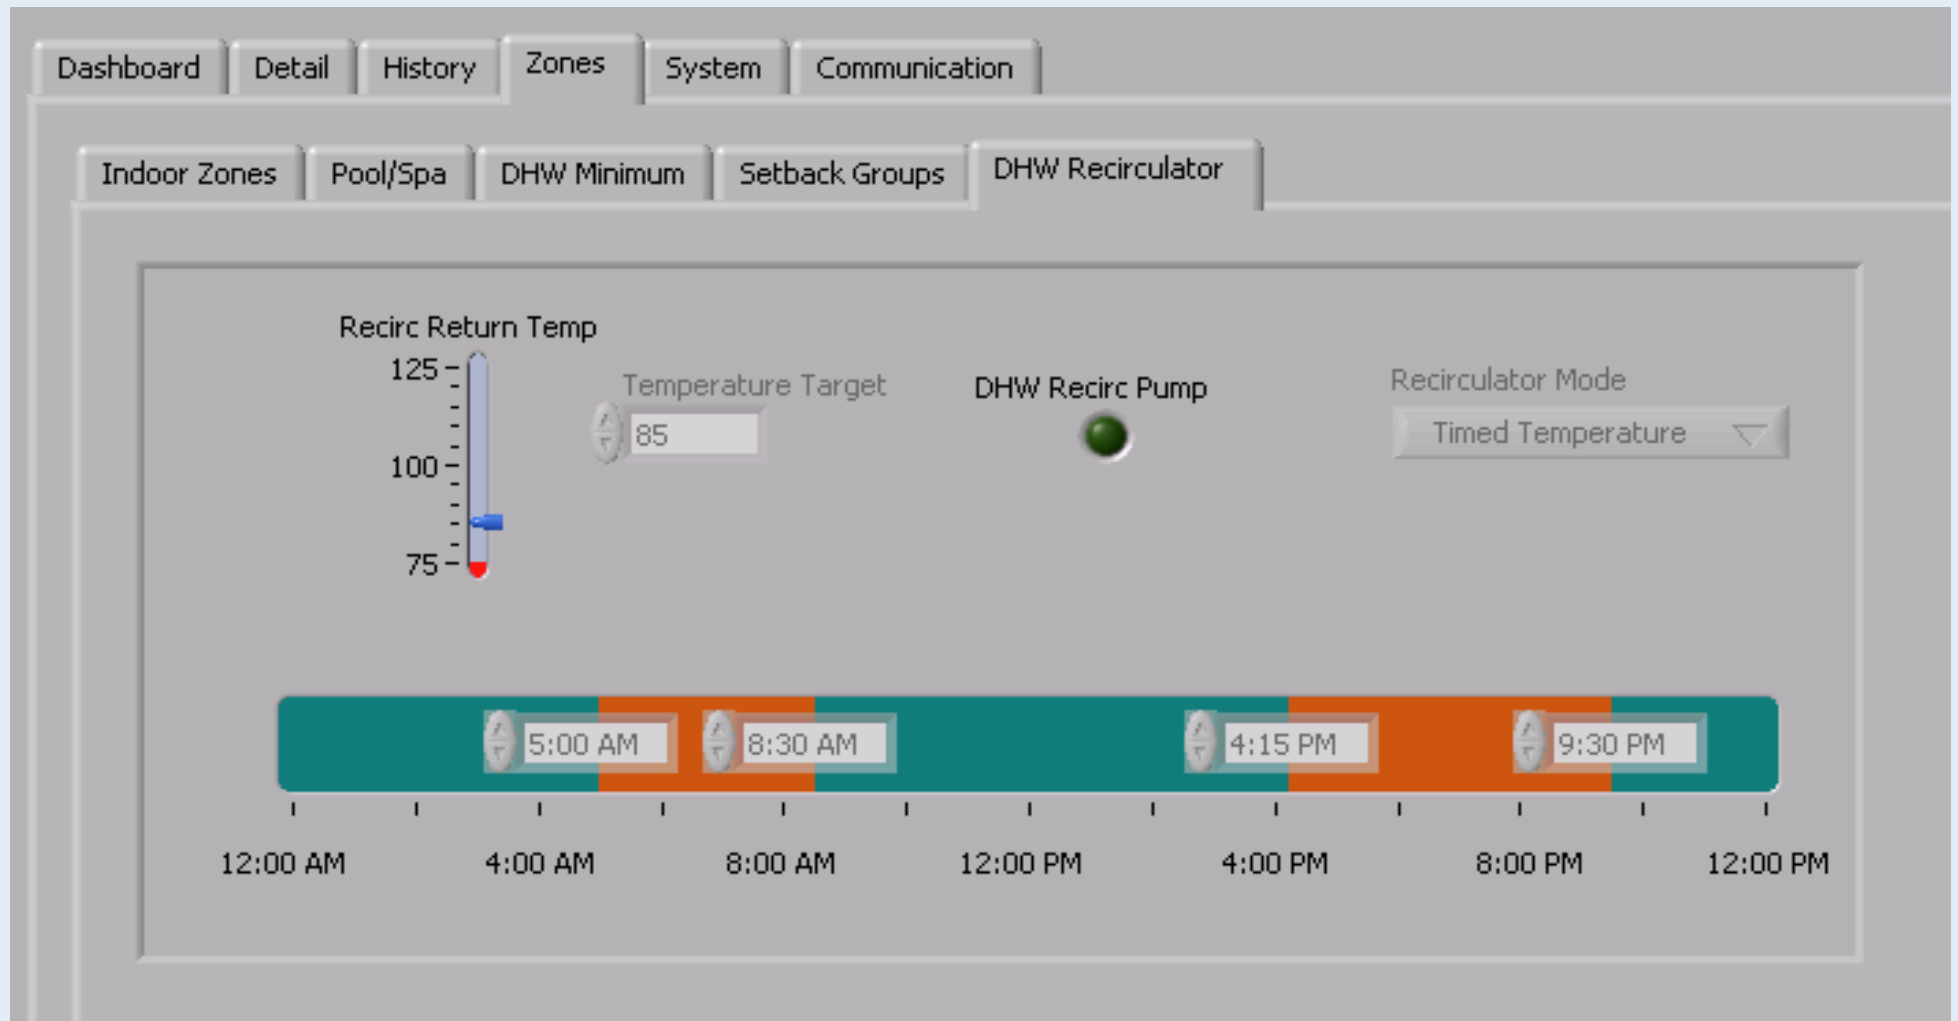 Dashboard Detail History Zones System Communication
Indoor Zones Pool/Spa DHW Minimum Setback Groups DHW Recirculator
Recirc Return Temp
125
100
75
Temperature Target
85
DHW Recirc Pump
Recirculator Mode
Timed Temperature
5:00 AM 8:30 AM 4:15 PM 9:30 PM
12:00 AM 4:00 AM 8:00 AM 12:00 PM 4:00 PM 8:00 PM 12:00 PM